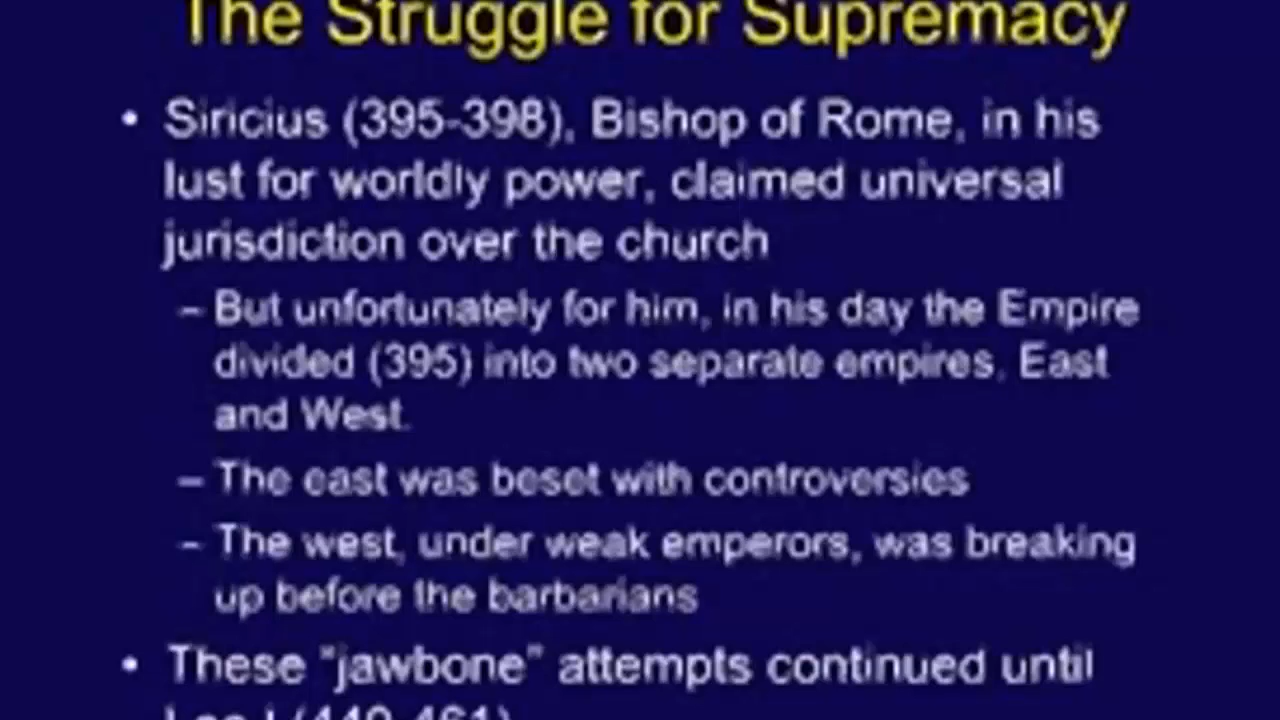 The Struggle for Supremacy
• Siricius (395-398), Bishop of Rome, in his
lust for worldly power, claimed universal
jurisdiction over the church
– But unfortunately for him, in his day the Empire
divided (395) into two separate empires, East
and West.
– The east was beset with controversies
– The west, under weak emperors, was breaking
up before the barbarians
• These "jawbone" attempts continued until
Leo I (440-461)